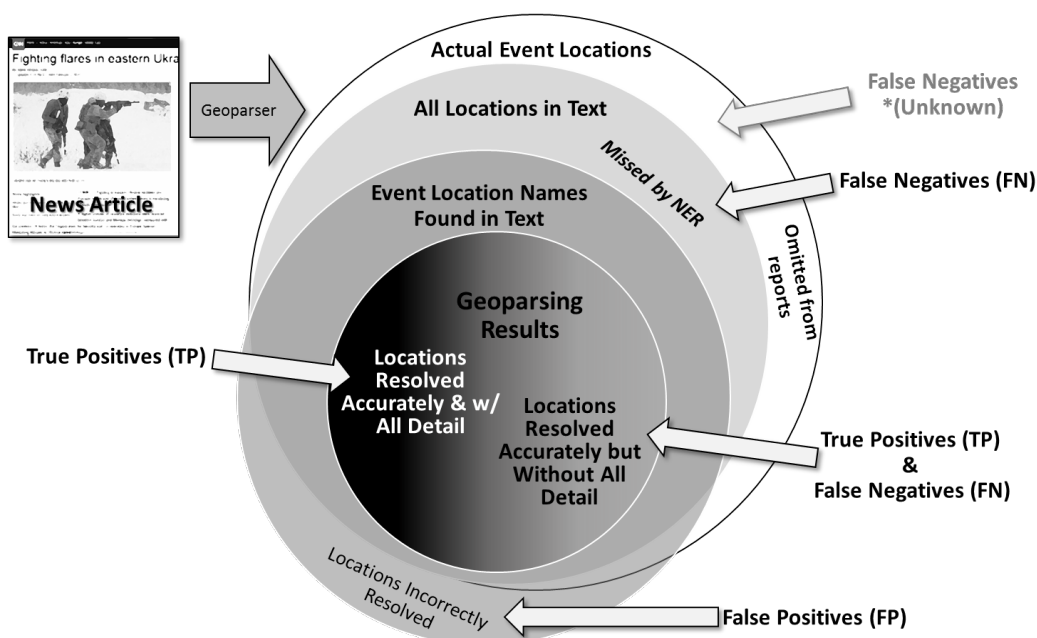 Fighting flares in eastern Ukra
News Article
Geoparser
Actual Event Locations
All Locations in Text
Missed by NER
Event Location Names
Found in Text
Geoparsing
Results
Locations
Resolved
Accurately & w/
All Detail
Locations
Resolved
Accurately but
Without All
Detail
Omitted from
reports
Locations Incorrectly
Resolved
False Negatives
*(Unknown)
False Negatives (FN)
True Positives (TP)
True Positives (TP)
&
False Negatives (FN)
False Positives (FP)